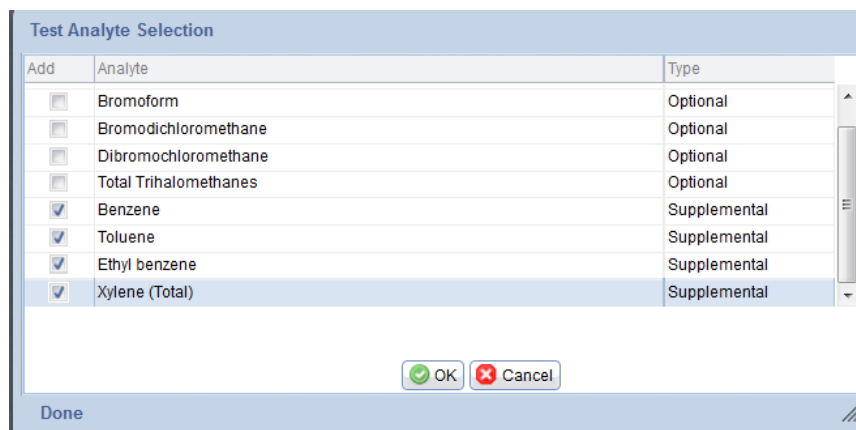 Test Analyte Selection
Add Analyte Type
Bromoform Optional
Bromodichloromethane Optional
Dibromochloromethane Optional
Total Trihalomethanes Optional
Benzene Supplemental
Toluene Supplemental
Ethyl benzene Supplemental
Xylene (Total) Supplemental
OK Cancel
Done